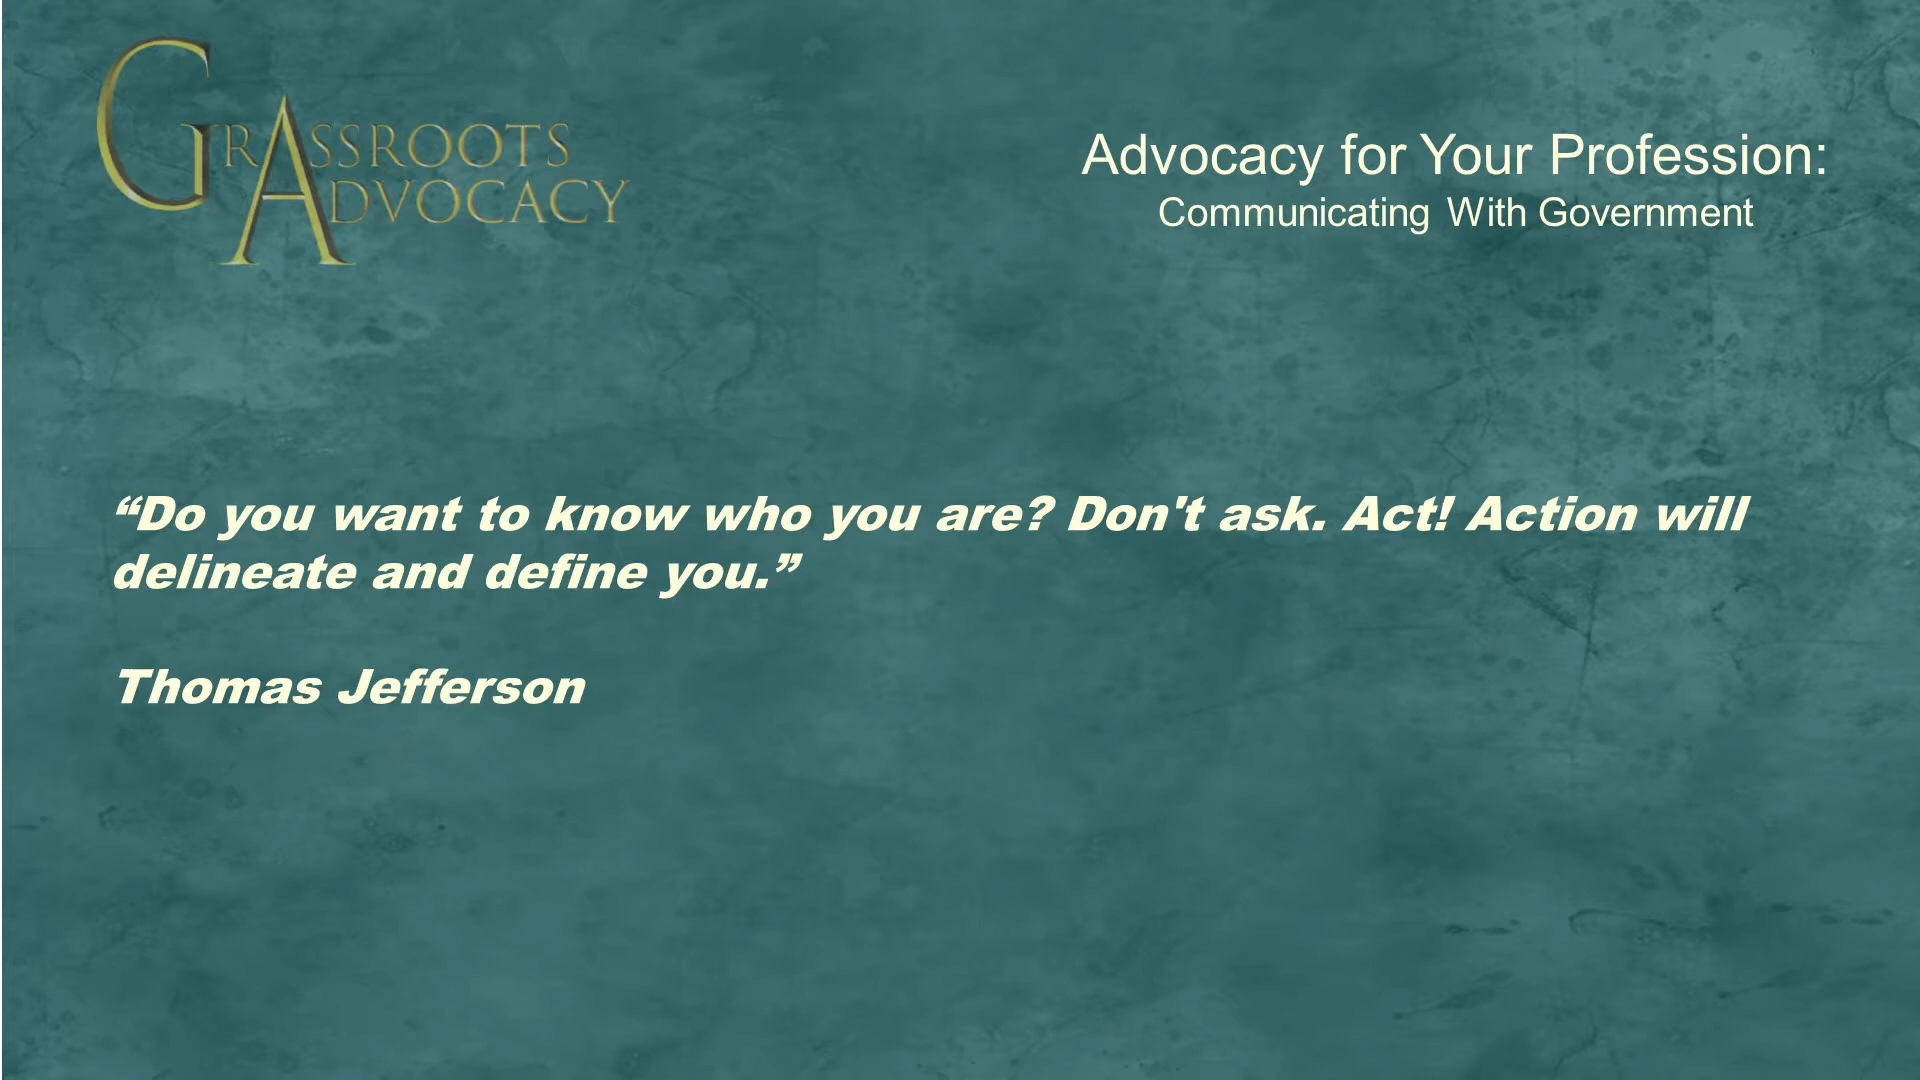 GRASSROOTS
ADVOCACY
Advocacy for Your Profession:
Communicating With Government
“Do you want to know who you are? Don't ask. Act! Action will
delineate and define you.”
Thomas Jefferson